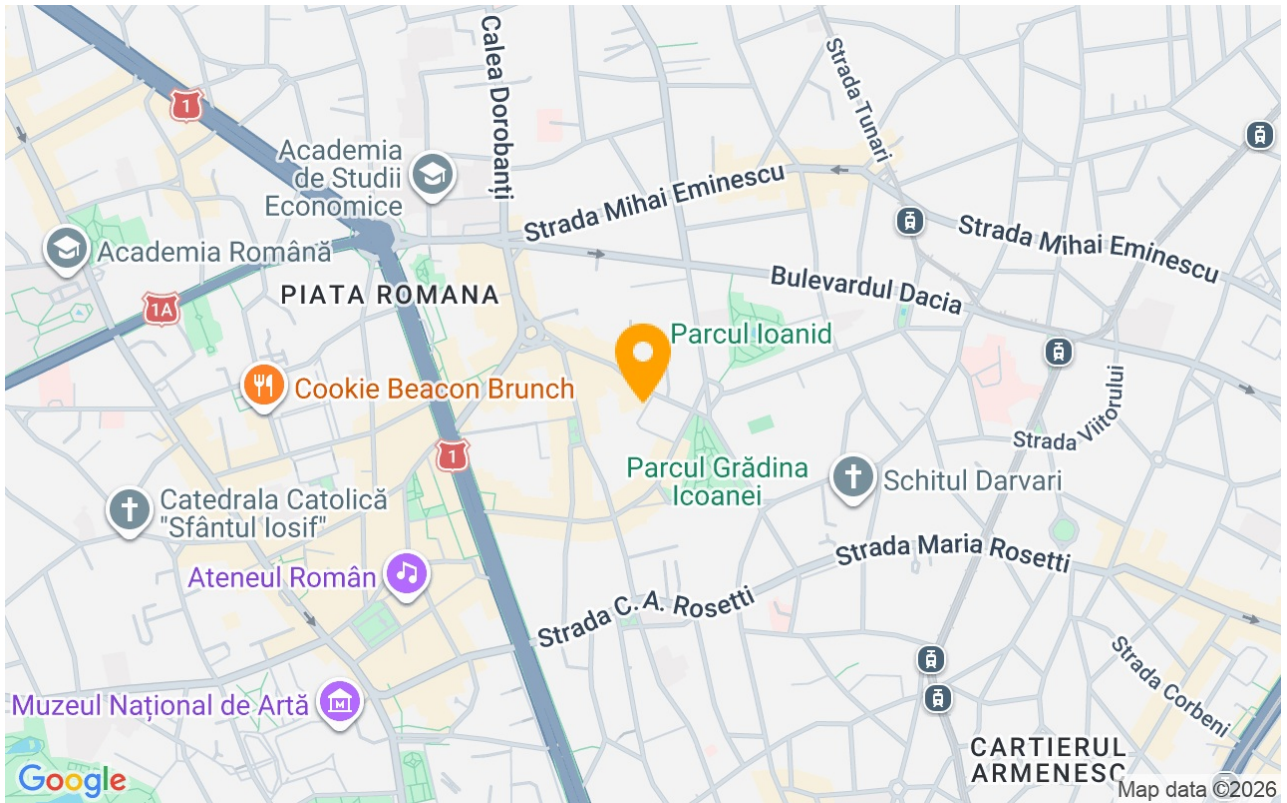 Calea Dorobanți
Strada Tunari
1
Academia
de Studii
Economice
Strada Mihai Eminescu
Strada Mihai Eminescu
Academia Română
Bulevardul Dacia
PIATA ROMANA
1A
Parcul Ioanid
Cookie Beacon Brunch
Strada Viitorului
1
Parcul Grădina
Icoanei
Schitul Darvari
Catedrala Catolică
"Sfântul Iosif"
Strada Maria Rosetti
Ateneul Român
Strada C. A. Rosetti
Strada Corbeni
Muzeul Național de Artă
M
CARTIERUL
ARMENESC
Google
Map data ©2026